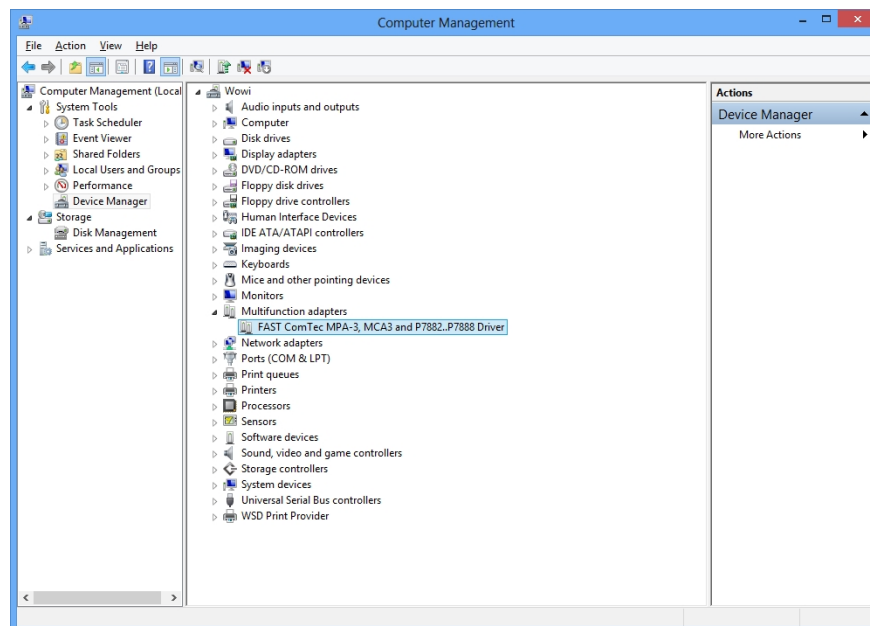 Computer Management
File Action View Help
Computer Management (Local
System Tools
Task Scheduler
Event Viewer
Shared Folders
Local Users and Groups
Performance
Device Manager
Storage
Disk Management
Services and Applications
Wowi
Audio inputs and outputs
Computer
Disk drives
Display adapters
DVD/CD-ROM drives
Floppy disk drives
Floppy drive controllers
Human Interface Devices
IDE ATA/ATAPI controllers
Imaging devices
Keyboards
Mice and other pointing devices
Monitors
Multifunction adapters
FAST ComTec MPA-3, MCA3 and P7882..P7888 Driver
Network adapters
Ports (COM & LPT)
Print queues
Printers
Processors
Sensors
Software devices
Sound, video and game controllers
Storage controllers
System devices
Universal Serial Bus controllers
WSD Print Provider
Actions
Device Manager
More Actions